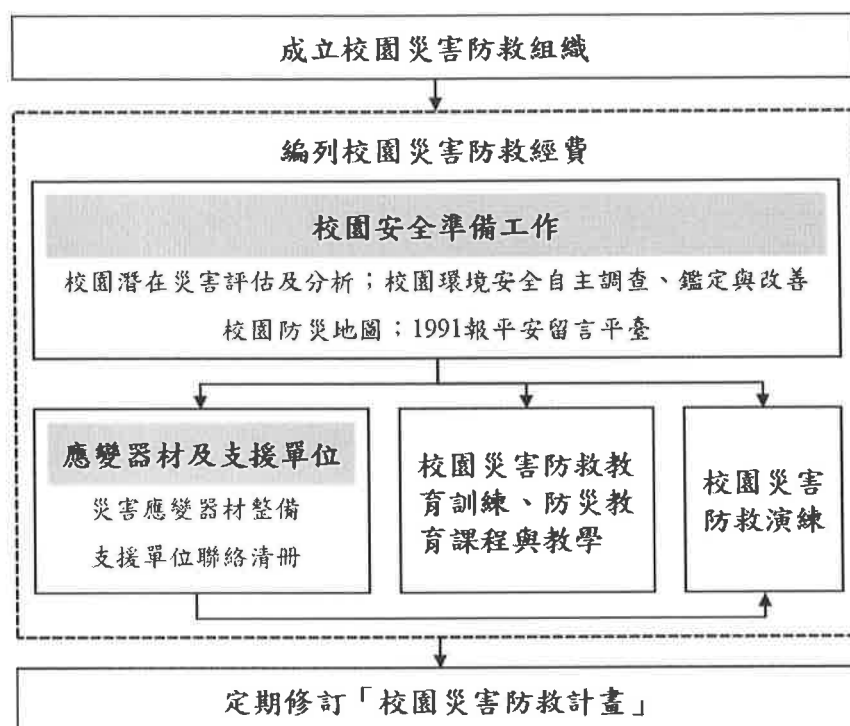 成立校園災害防救組織
編列校園災害防救經費
校園安全準備工作
校園潛在災害評估及分析；校園環境安全自主調查、鑑定與改善
校園防災地圖；1991報平安留言平臺
應變器材及支援單位
災害應變器材整備
支援單位聯絡清冊
校園災害防救教
育訓練、防災教
育課程與教學
校園災害
防救演練
定期修訂「校園災害防救計畫」